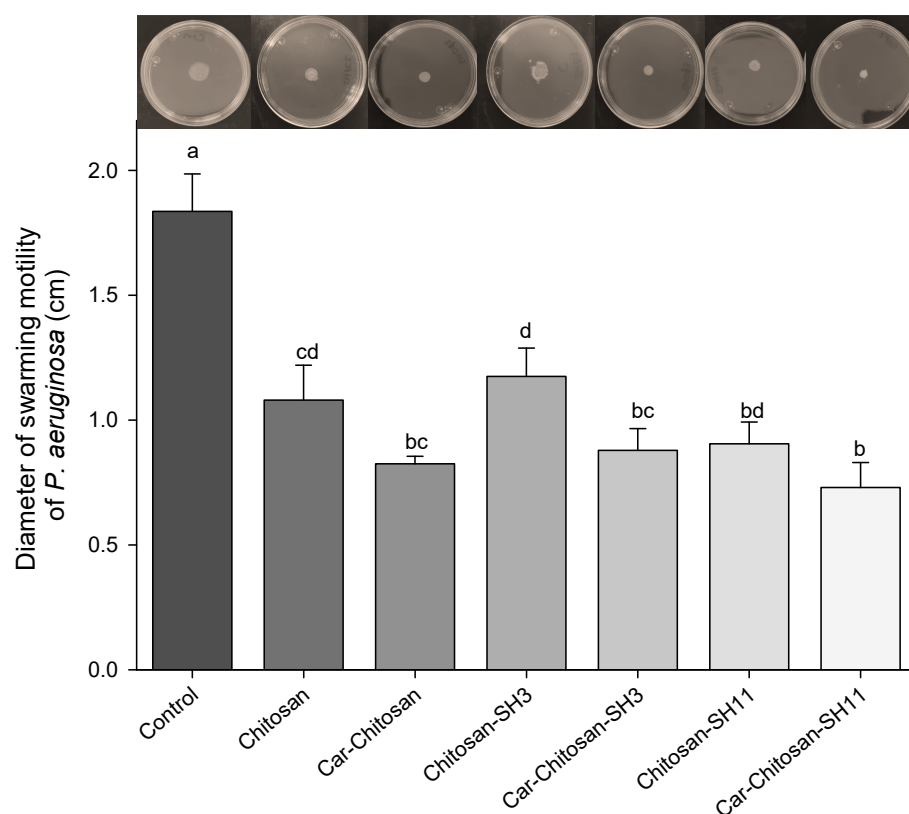 a
2.0
Diameter of swarming motility
of P. aeruginosa (cm)
1.5
d
cd
1.0
bc
bd
bc
b
0.5
0.0
Control
Chitosan
Car-Chitosan
Chitosan-SH3
Car-Chitosan-SH3
Chitosan-SH11
Car-Chitosan-SH11